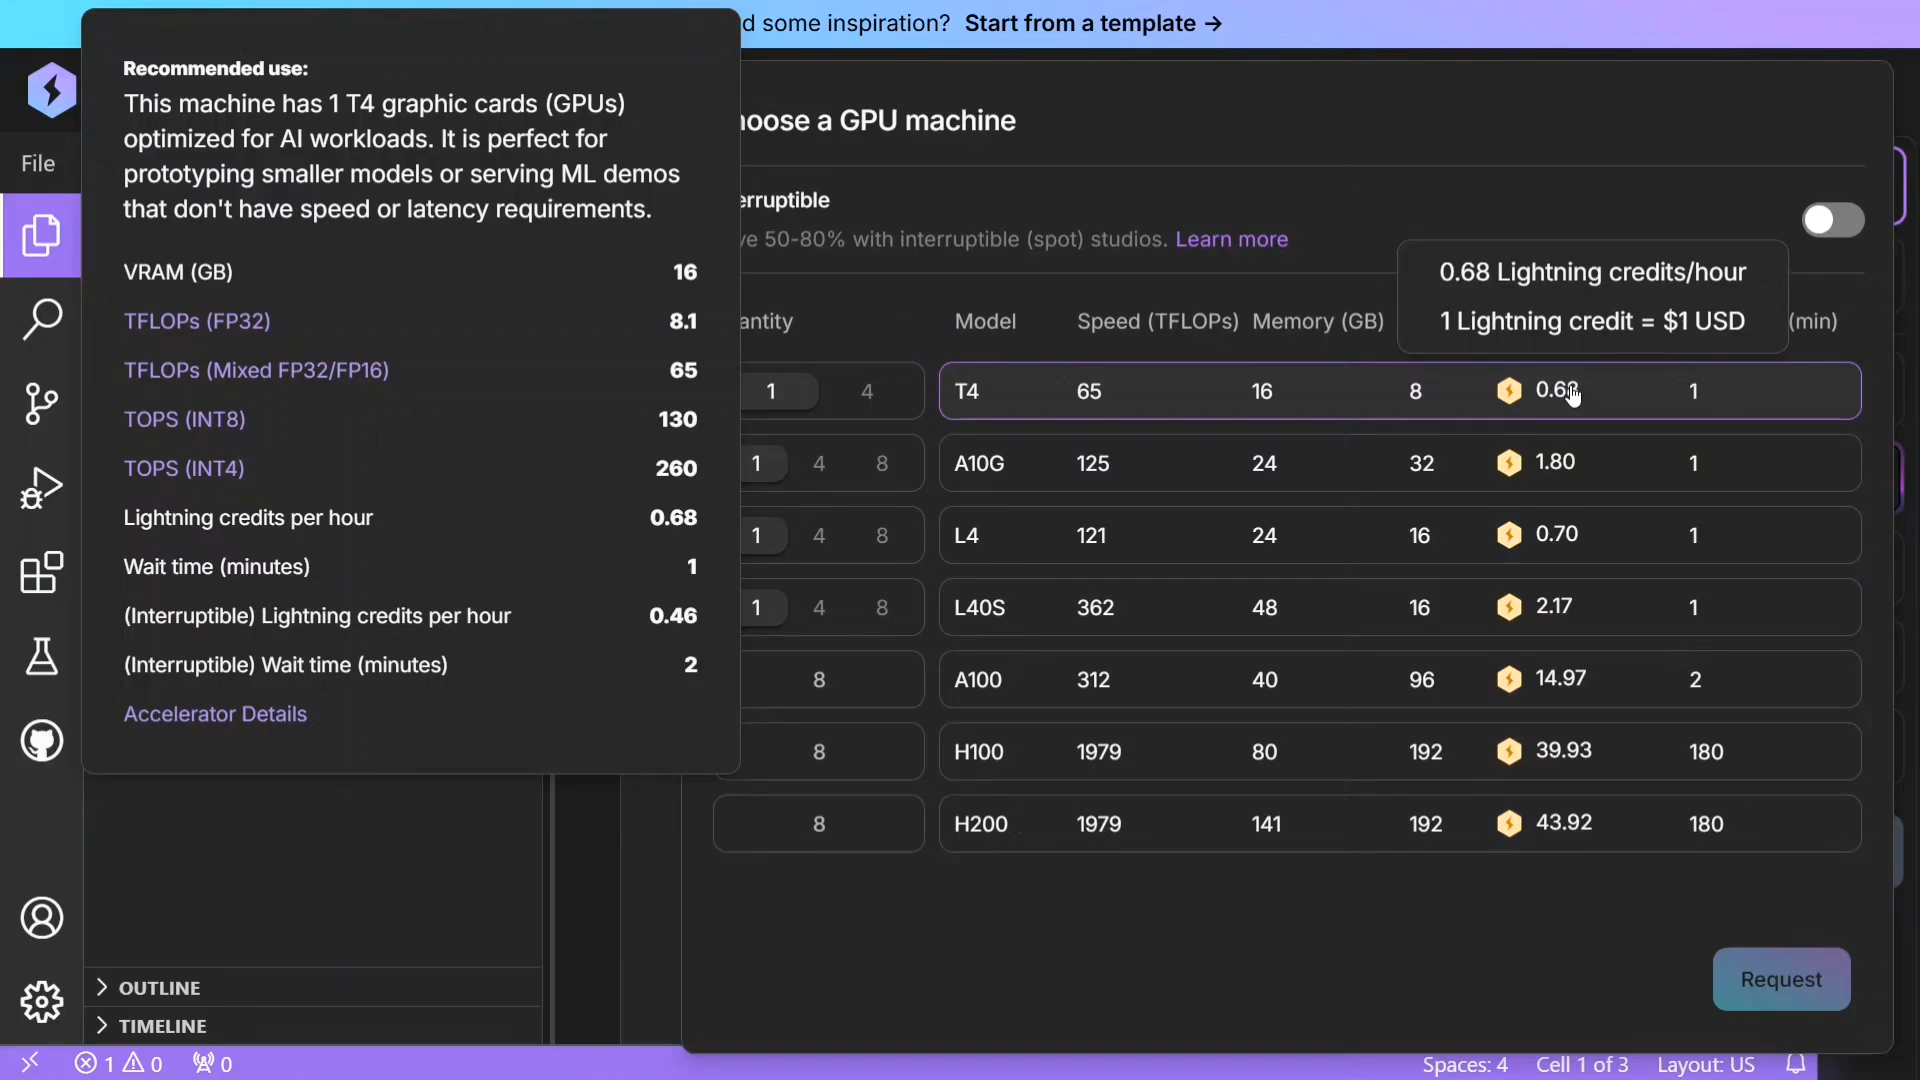 d some inspiration? Start from a template →
Recommended use:
This machine has 1 T4 graphic cards (GPUs)
optimized for AI workloads. It is perfect for
prototyping smaller models or serving ML demos
that don't have speed or latency requirements.
VRAM (GB) 16
TFLOPs (FP32) 8.1
TFLOPs (Mixed FP32/FP16) 65
TOPS (INT8) 130
TOPS (INT4) 260
Lightning credits per hour 0.68
Wait time (minutes) 1
(Interruptible) Lightning credits per hour 0.46
(Interruptible) Wait time (minutes) 2
Accelerator Details
File
hoose a GPU machine
erruptible
ve 50-80% with interruptible (spot) studios. Learn more
0.68 Lightning credits/hour
1 Lightning credit = $1 USD
antity Model Speed (TFLOPs) Memory (GB) (min)
1 4 T4 65 16 8 0.68 1
1 4 8 A10G 125 24 32 1.80 1
1 4 8 L4 121 24 16 0.70 1
1 4 8 L40S 362 48 16 2.17 1
8 A100 312 40 96 14.97 2
8 H100 1979 80 192 39.93 180
8 H200 1979 141 192 43.92 180
Request
OUTLINE
TIMELINE
1 0 0 Spaces: 4 Cell 1 of 3 Layout: US